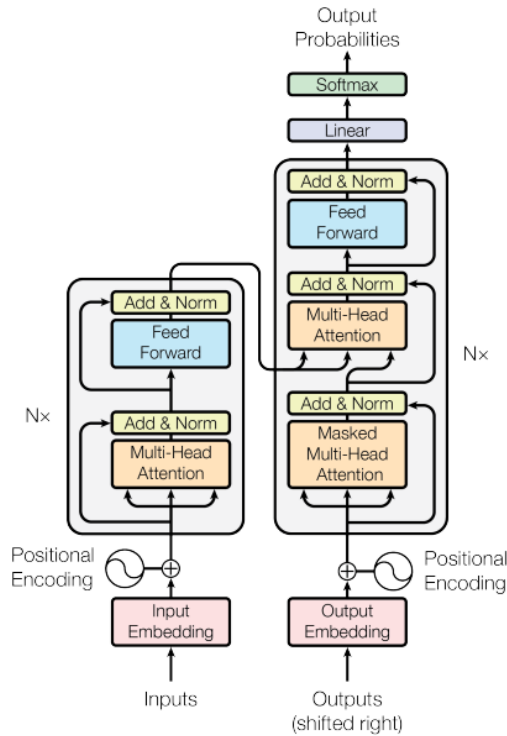 Output
Probabilities
Softmax
Linear
Add & Norm
Feed
Forward
Add & Norm
Multi-Head
Attention
Add & Norm
Masked
Multi-Head
Attention
N×
Add & Norm
Feed
Forward
Add & Norm
Multi-Head
Attention
N×
Positional
Encoding
Positional
Encoding
Input
Embedding
Output
Embedding
Inputs
Outputs
(shifted right)